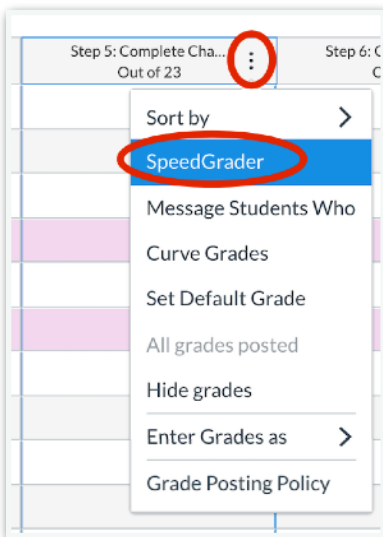 Step 5: Complete Cha... Step 6: C
Out of 23
Sort by
SpeedGrader
Message Students Who
Curve Grades
Set Default Grade
All grades posted
Hide grades
Enter Grades as
Grade Posting Policy